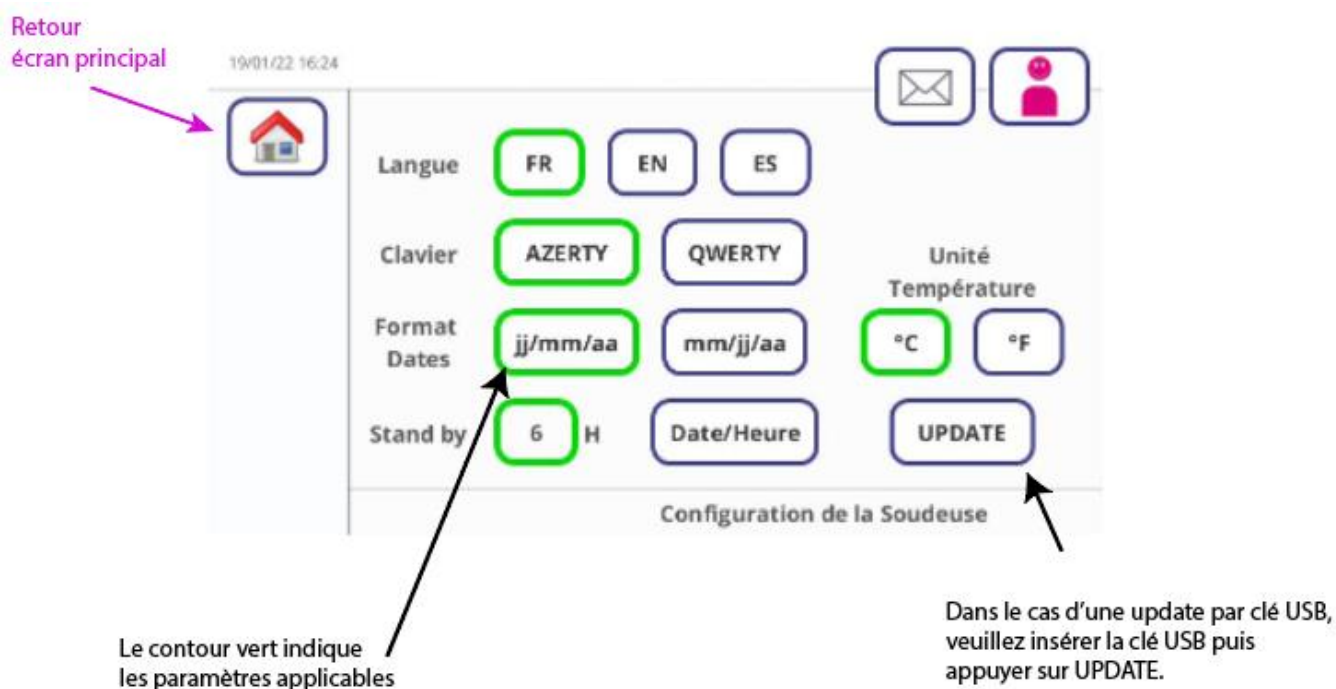 Retour
écran principal
19/01/22 16:24
Langue FR EN ES
Clavier AZERTY QWERTY
Unité
Température
Format
Dates
jj/mm/aa mm/jj/aa °C °F
Stand by 6 H Date/Heure UPDATE
Configuration de la Soudeuse
Le contour vert indique
les paramètres applicables
Dans le cas d'une update par clé USB,
veuillez insérer la clé USB puis
appuyer sur UPDATE.